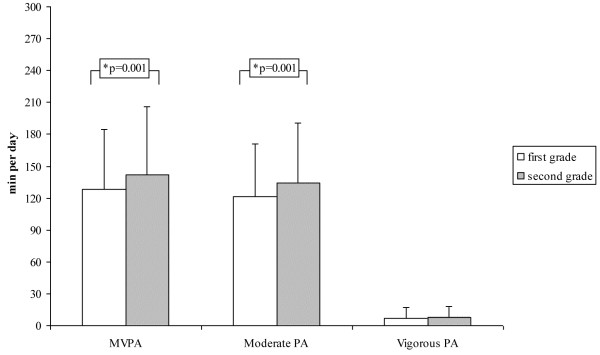 300
270
240
210
180
150
120
90
60
30
0
min per day
*p=0.001
*p=0.001
MVPA
Moderate PA
Vigorous PA
first grade
second grade